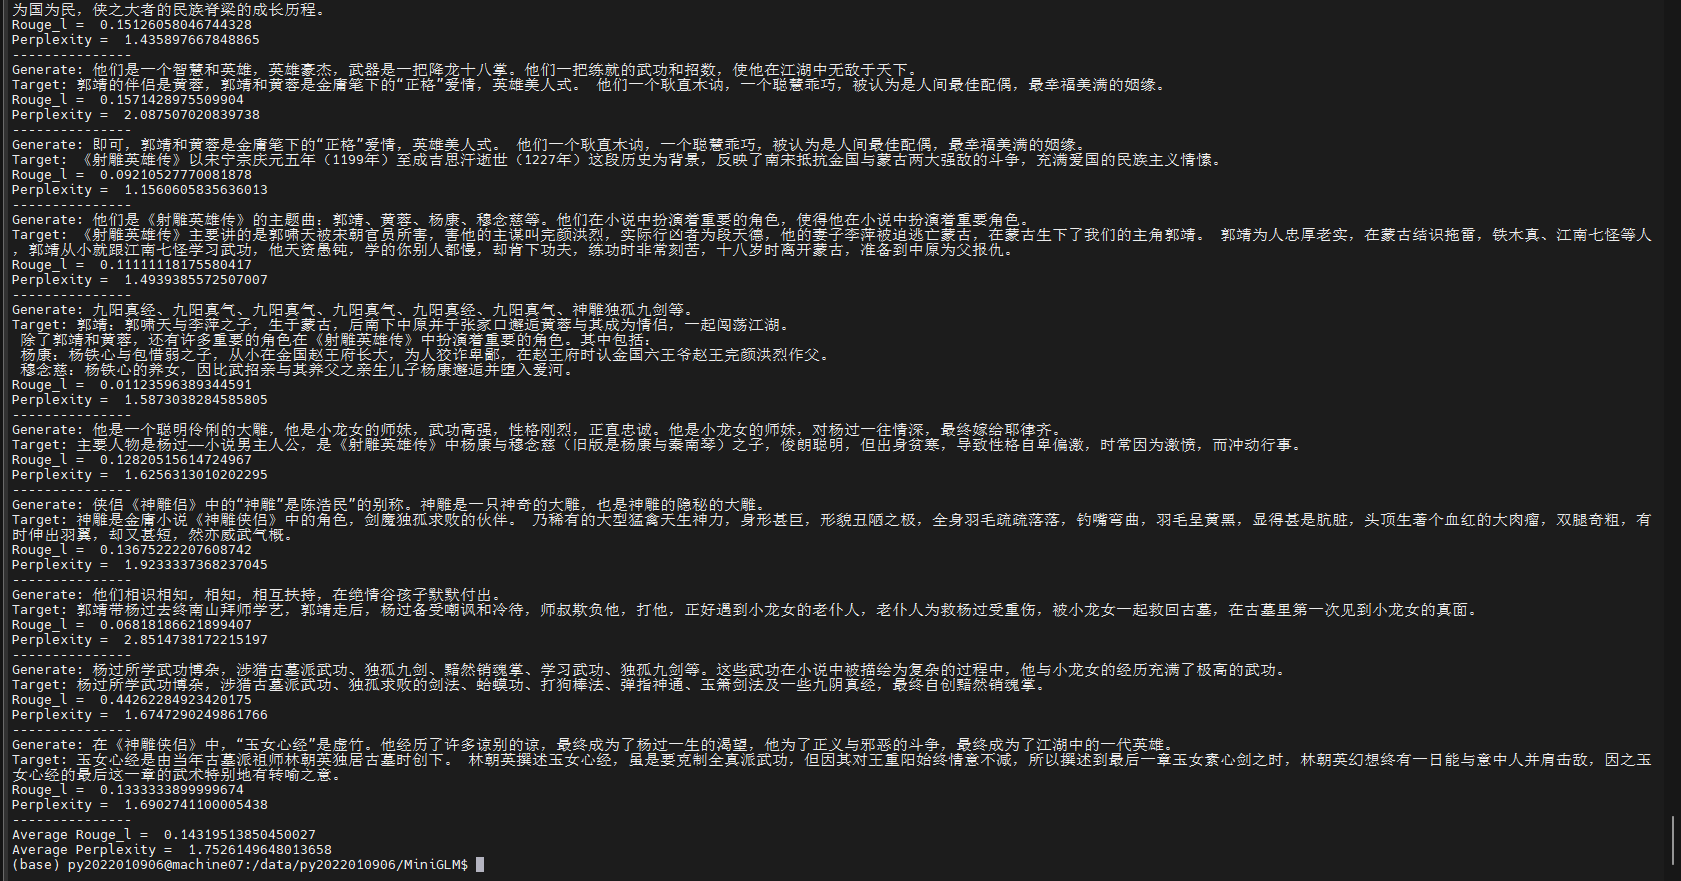 为国为民，侠之大者的民族脊梁的成长历程。
Rouge_l =  0.15126058046744328
Perplexity =  1.435897667848865
---------------
Generate: 他们是一个智慧和英雄，英雄豪杰，武器是一把降龙十八掌。他们一把练就的武功和招数，使他在江湖中无敌于天下。
Target: 郭靖的伴侣是黄蓉，郭靖和黄蓉是金庸笔下的“正格”爱情，英雄美人式。 他们一个耿直木讷，一个聪慧乖巧，被认为是人间最佳配偶，最幸福美满的姻缘。
Rouge_l =  0.1571428975509904
Perplexity =  2.087507020839738
---------------
Generate: 即可，郭靖和黄蓉是金庸笔下的“正格”爱情，英雄美人式。 他们一个耿直木讷，一个聪慧乖巧，被认为是人间最佳配偶，最幸福美满的姻缘。
Target: 《射雕英雄传》以宋宁宗庆元五年（1199年）至成吉思汗逝世（1227年）这段历史为背景，反映了南宋抵抗金国与蒙古两大强敌的斗争，充满爱国的民族主义情愫。
Rouge_l =  0.09210527770081878
Perplexity =  1.1560605835636013
---------------
Generate: 他们是《射雕英雄传》的主题曲：郭靖、黄蓉、杨康、穆念慈等。他们在小说中扮演着重要的角色，使得他在小说中扮演着重要角色。
Target: 《射雕英雄传》主要讲的是郭啸天被宋朝官员所害，害他的主谋叫完颜洪烈，实际行凶者为段天德，他的妻子李萍被迫逃亡蒙古，在蒙古生下了我们的主角郭靖。 郭靖为人忠厚老实，在蒙古结识拖雷，铁木真、江南七怪等人
，郭靖从小就跟江南七怪学习武功，他天资愚钝，学的你别人都慢，却肯下功夫，练功时非常刻苦，十八岁时离开蒙古，准备到中原为父报仇。
Rouge_l =  0.11111118175580417
Perplexity =  1.4939385572507007
---------------
Generate: 九阳真经、九阳真气、九阳真气、九阳真气、九阳真经、九阳真气、神雕独孤九剑等。
Target: 郭靖：郭啸天与李萍之子，生于蒙古，后南下中原并于张家口邂逅黄蓉与其成为情侣，一起闯荡江湖。
除了郭靖和黄蓉，还有许多重要的角色在《射雕英雄传》中扮演着重要的角色。其中包括：
杨康：杨铁心与包惜弱之子，从小在金国赵王府长大，为人狡诈卑鄙，在赵王府时认金国六王爷赵王完颜洪烈作父。
穆念慈：杨铁心的养女，因比武招亲与其养父之亲生儿子杨康邂逅并堕入爱河。
Rouge_l =  0.01123596389344591
Perplexity =  1.5873038284585805
---------------
Generate: 他是一个聪明伶俐的大雕，他是小龙女的师妹，武功高强，性格刚烈，正直忠诚。他是小龙女的师妹，对杨过一往情深，最终嫁给耶律齐。
Target: 主要人物是杨过—小说男主人公，是《射雕英雄传》中杨康与穆念慈（旧版是杨康与秦南琴）之子，俊朗聪明，但出身贫寒，导致性格自卑偏激，时常因为激愤，而冲动行事。
Rouge_l =  0.12820515614724967
Perplexity =  1.6256313010202295
---------------
Generate: 侠侣《神雕侣》中的“神雕”是陈浩民”的别称。神雕是一只神奇的大雕，也是神雕的隐秘的大雕。
Target: 神雕是金庸小说《神雕侠侣》中的角色，剑魔独孤求败的伙伴。 乃稀有的大型猛禽天生神力，身形甚巨，形貌丑陋之极，全身羽毛疏疏落落，钓嘴弯曲，羽毛呈黄黑，显得甚是肮脏，头顶生著个血红的大肉瘤，双腿奇粗，有
时伸出羽翼，却又甚短，然亦威武气概。
Rouge_l =  0.13675222207608742
Perplexity =  1.9233337368237045
---------------
Generate: 他们相识相知，相知，相互扶持，在绝情谷孩子默默付出。
Target: 郭靖带杨过去终南山拜师学艺，郭靖走后，杨过备受嘲讽和冷待，师叔欺负他，打他，正好遇到小龙女的老仆人，老仆人为救杨过受重伤，被小龙女一起救回古墓，在古墓里第一次见到小龙女的真面。
Rouge_l =  0.06818186621899407
Perplexity =  2.8514738172215197
---------------
Generate: 杨过所学武功博杂，涉猎古墓派武功、独孤九剑、黯然销魂掌、学习武功、独孤九剑等。这些武功在小说中被描绘为复杂的过程中，他与小龙女的经历充满了极高的武功。
Target: 杨过所学武功博杂，涉猎古墓派武功、独孤求败的剑法、蛤蟆功、打狗棒法、弹指神通、玉箫剑法及一些九阴真经，最终自创黯然销魂掌。
Rouge_l =  0.44262284923420175
Perplexity =  1.6747290249861766
---------------
Generate: 在《神雕侠侣》中，“玉女心经”是虚竹。他经历了许多谅别的谅，最终成为了杨过一生的渴望，他为了正义与邪恶的斗争，最终成为了江湖中的一代英雄。
Target: 玉女心经是由当年古墓派祖师林朝英独居古墓时创下。 林朝英撰述玉女心经，虽是要克制全真派武功，但因其对王重阳始终情意不减，所以撰述到最后一章玉女素心剑之时，林朝英幻想终有一日能与意中人并肩击敌，因之玉
女心经的最后这一章的武术特别地有转喻之意。
Rouge_l =  0.1333333899999674
Perplexity =  1.6902741100005438
---------------
Average Rouge_l =  0.14319513850450027
Average Perplexity =  1.7526149648013658
(base) py2022010906@machine07:/data/py2022010906/MiniGLM$